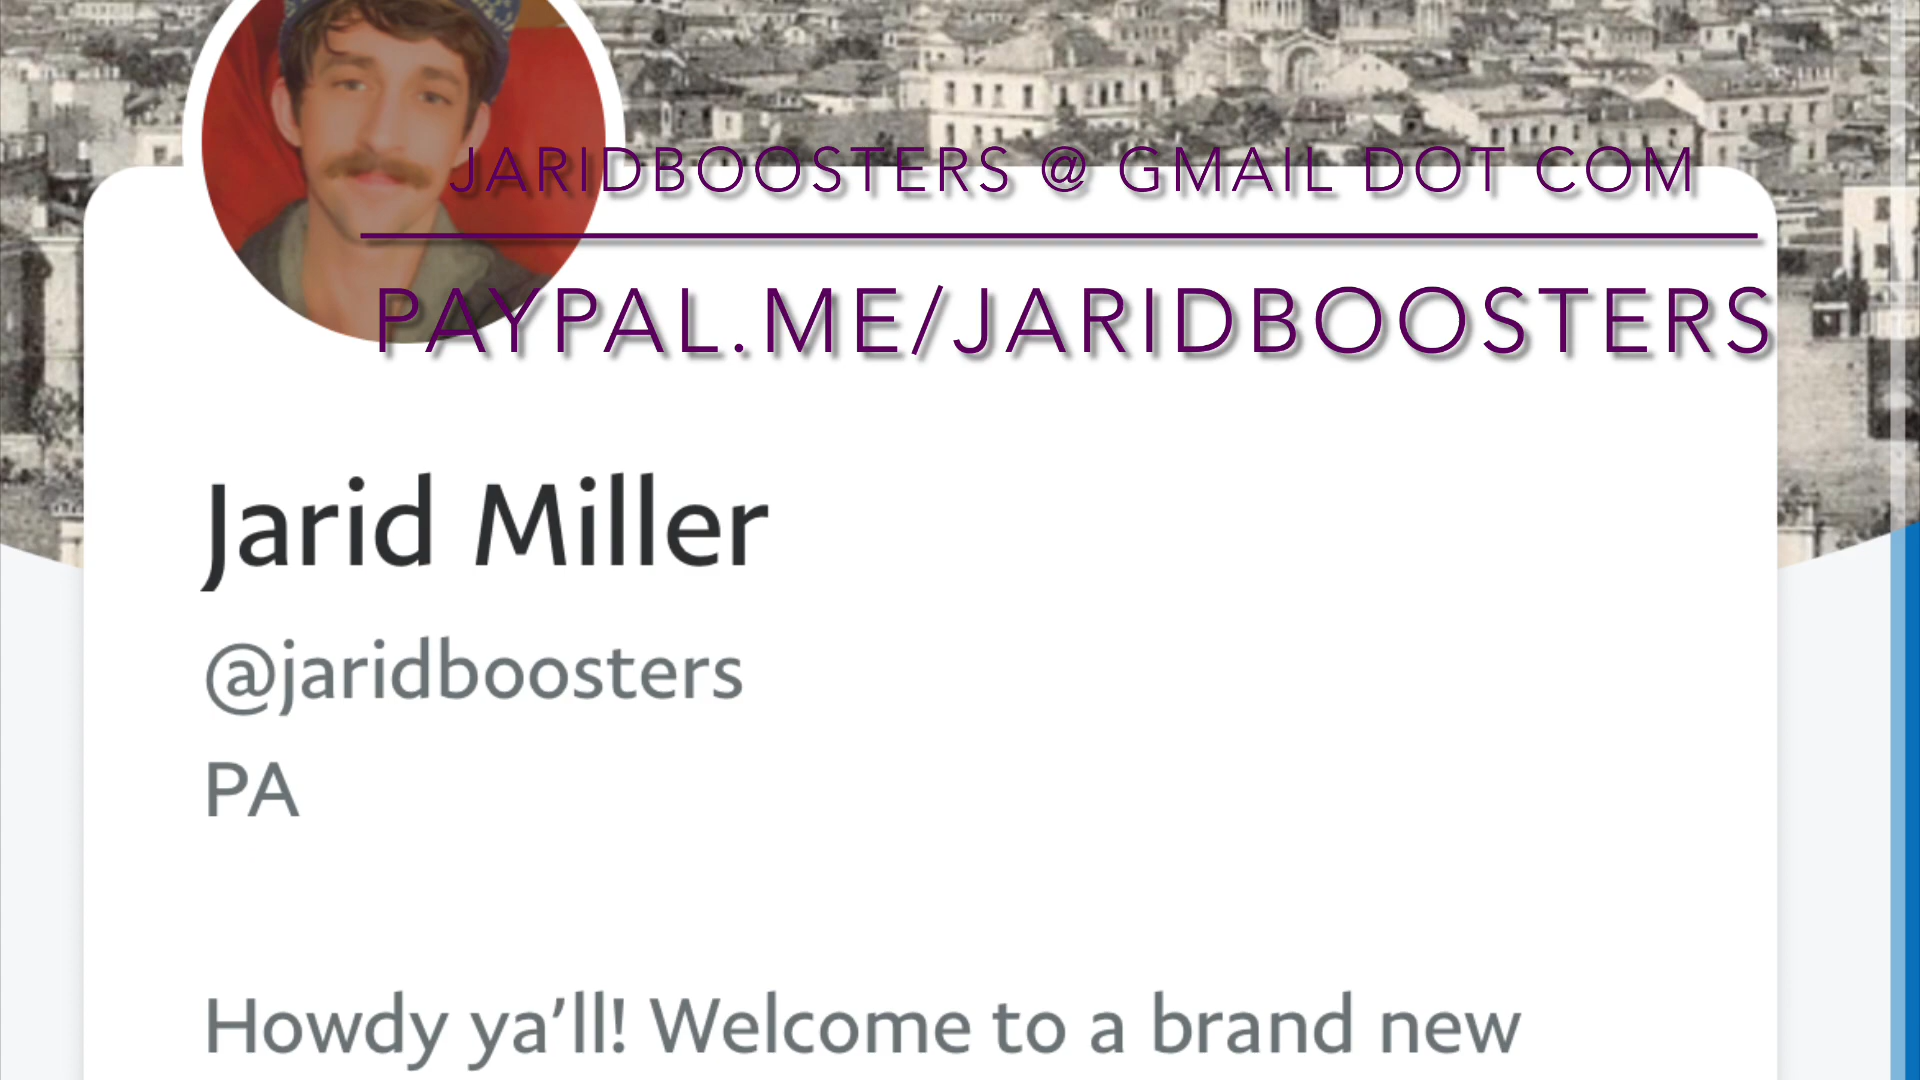 JARIDBOOSTERS @ GMAIL DOT COM
PAYPAL.ME/JARIDBOOSTERS
Jarid Miller
@jaridboosters
PA
Howdy ya’ll! Welcome to a brand new